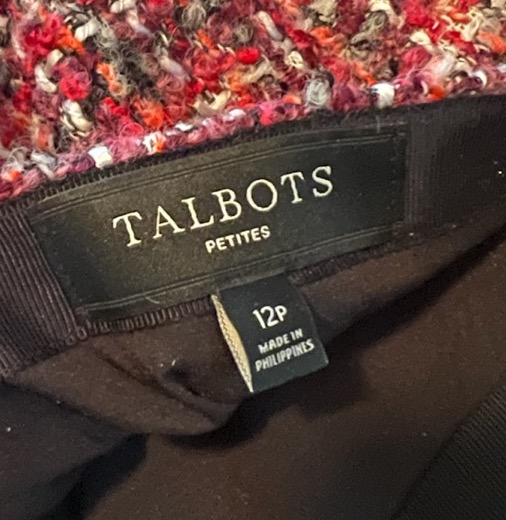 TALBOTS
PETITES
12P
MADE IN
PHILIPPINES